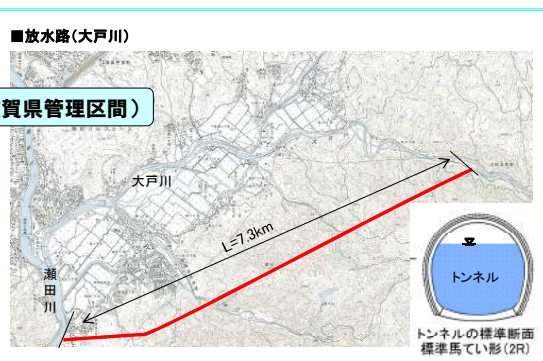 ■放水路(大戸川)
賀県管理区間)
大戸川
L=7.3km
瀬田川
トンネル
トンネルの標準断面
標準馬てい形(2R)